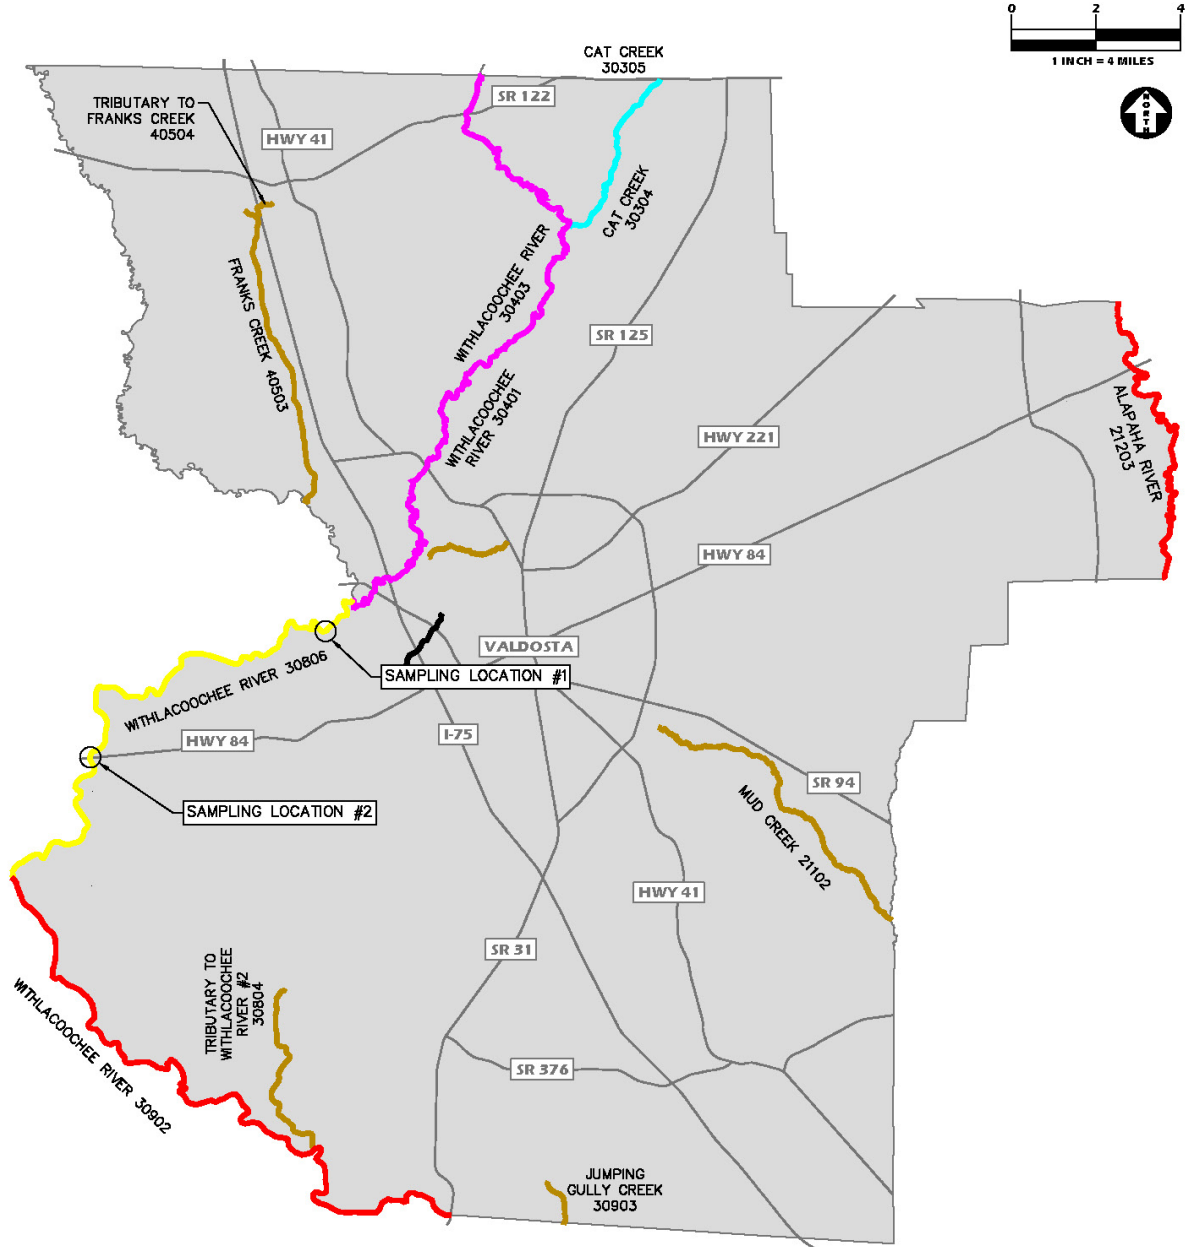 0 2 4
1 INCH = 4 MILES
NORTH
CAT CREEK
30305
TRIBUTARY TO
FRANKS CREEK
40504
SR 122
HWY 41
CAT CREEK
30304
WITHLACOOCHEE RIVER
30403
FRANKS CREEK 40503
SR 125
WITHLACOOCHEE
RIVER 30401
ALAPAHA RIVER
21203
HWY 221
HWY 84
VALDOSTA
SAMPLING LOCATION #1
WITHLACOOCHEE RIVER 30806
HWY 84
I-75
SAMPLING LOCATION #2
SR 94
MUD CREEK 21102
HWY 41
SR 31
TRIBUTARY TO
WITHLACOOCHEE
RIVER #2
30804
WITHLACOOCHEE RIVER 30902
SR 376
JUMPING
GULLY CREEK
30903